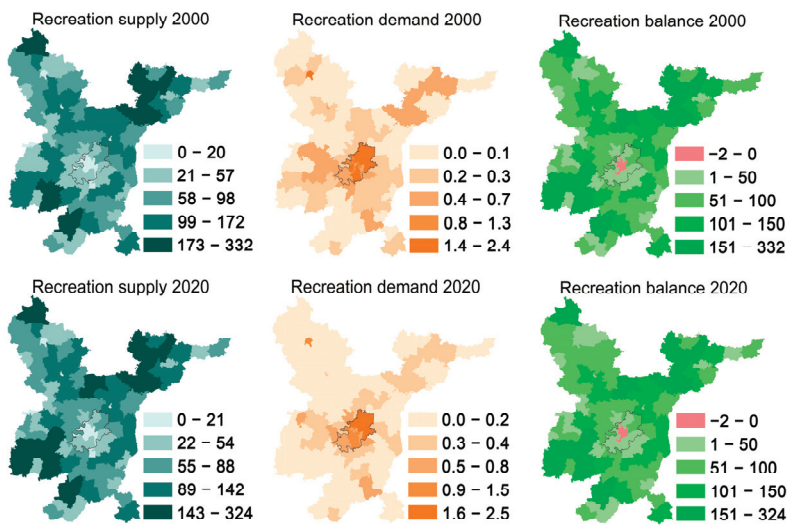 Recreation supply 2000
0 – 20
21 – 57
58 – 98
99 – 172
173 – 332
Recreation demand 2000
0.0 – 0.1
0.2 – 0.3
0.4 – 0.7
0.8 – 1.3
1.4 – 2.4
Recreation balance 2000
–2 – 0
1 – 50
51 – 100
101 – 150
151 – 332
Recreation supply 2020
0 – 21
22 – 54
55 – 88
89 – 142
143 – 324
Recreation demand 2020
0.0 – 0.2
0.3 – 0.4
0.5 – 0.8
0.9 – 1.5
1.6 – 2.5
Recreation balance 2020
–2 – 0
1 – 50
51 – 100
101 – 150
151 – 324